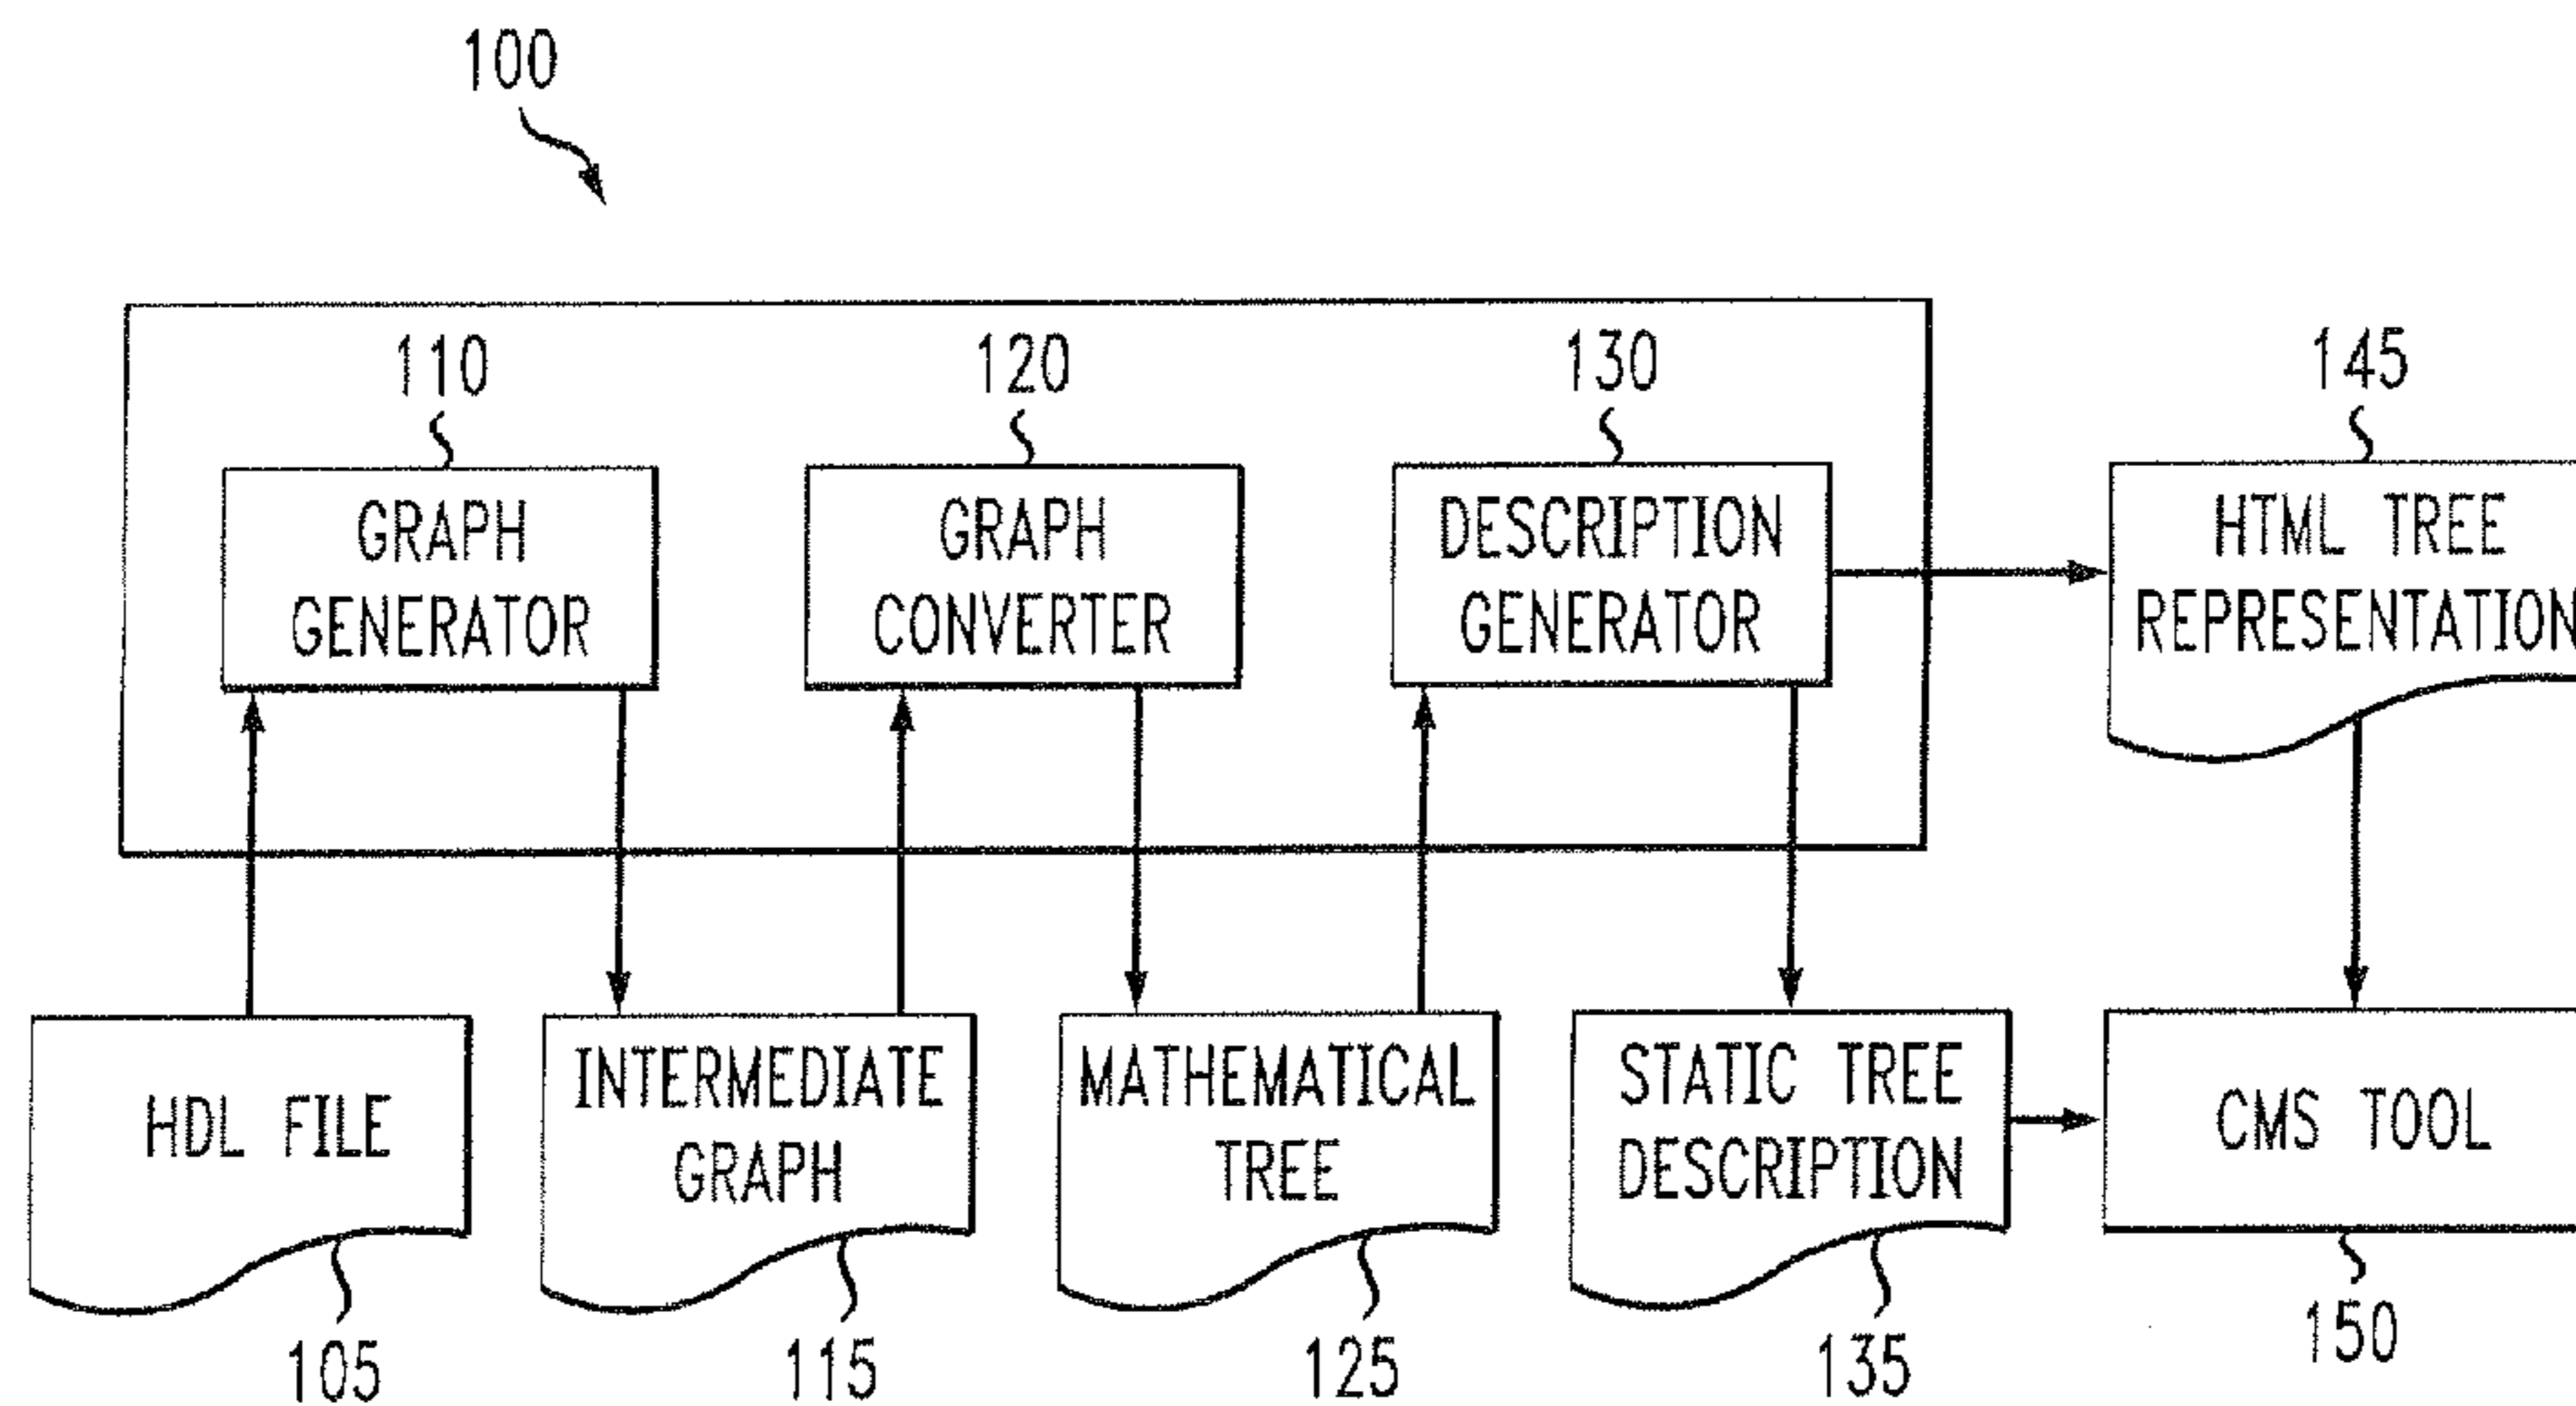 100
110
120
130
145
GRAPH
GENERATOR
GRAPH
CONVERTER
DESCRIPTION
GENERATOR
HTML TREE
REPRESENTATION
HDL FILE
INTERMEDIATE
GRAPH
MATHEMATICAL
TREE
STATIC TREE
DESCRIPTION
CMS TOOL
105
115
125
135
150